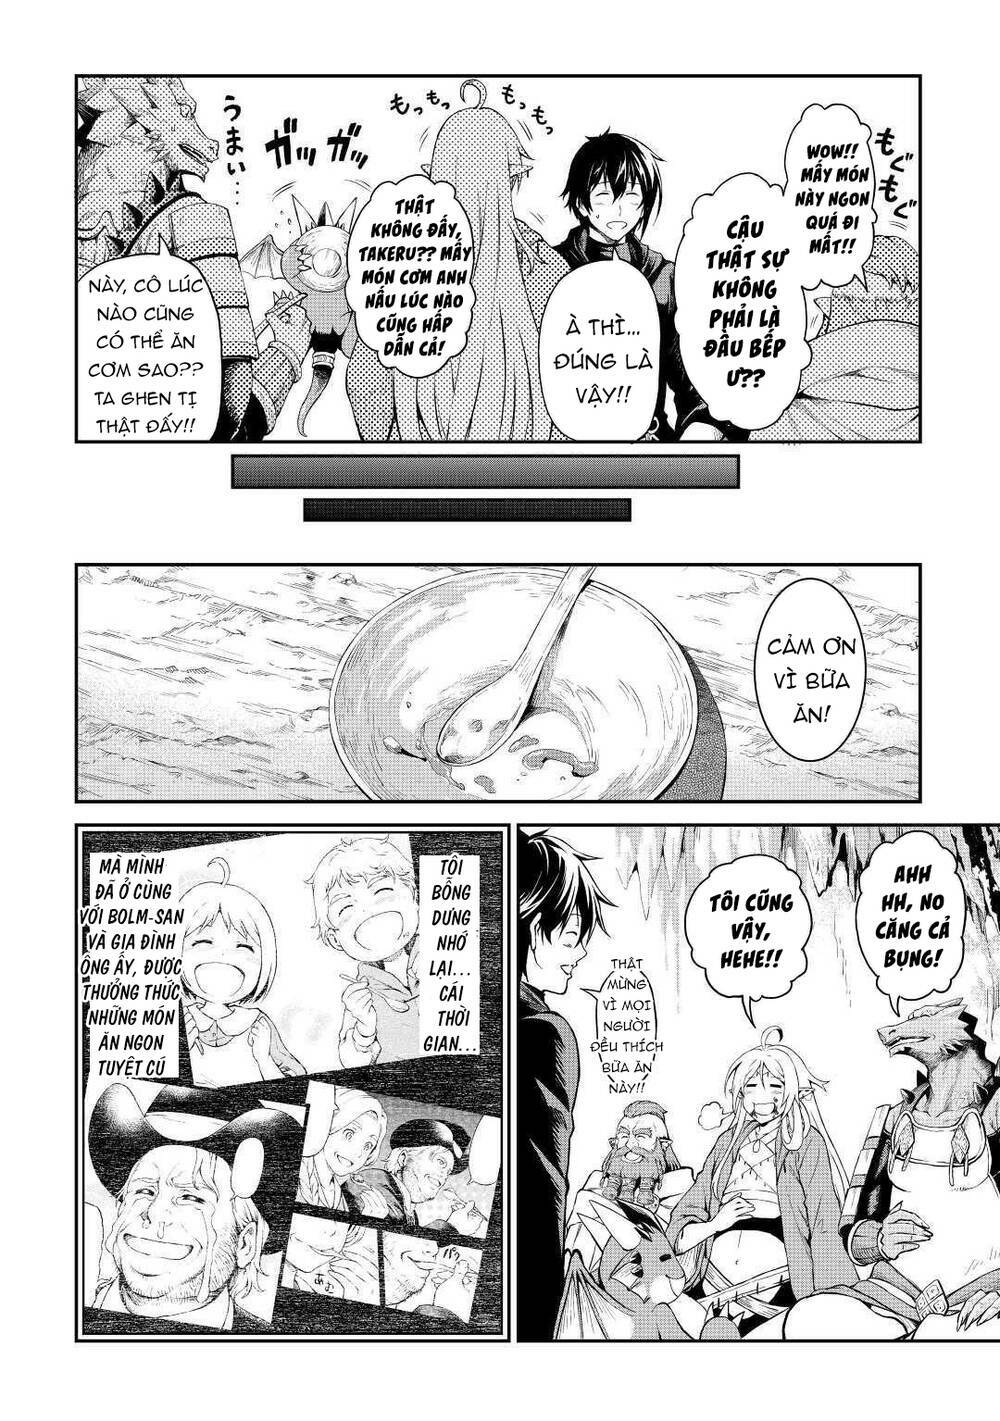 もぐもぐ
WOW!!
MẤY MÓN
NÀY NGON
QUÁ ĐI
MẤT!!
CẬU
THẬT SỰ
KHÔNG
PHẢI LÀ
ĐẦU BẾP
Ư??
À THÌ...
ĐÚNG LÀ
VẬY!!
もっもっ
もっもっ
THẬT
KHÔNG ĐẤY,
TAKERU?? MẤY
MÓN CƠM ANH
NẤU LÚC NÀO
CŨNG HẤP
DẪN CẢ!
ガッガッ
うまい…
NÀY, CÔ LÚC
NÀO CŨNG
CÓ THỂ ĂN
CƠM SAO??
TA GHEN TỊ
THẬT ĐẤY!!
CẢM ƠN
VÌ BỮA
ĂN!
AHH
HH, NO
CĂNG CẢ
BỤNG!
TÔI CŨNG
VẬY,
HEHE!!
THẬT
MỪNG
VÌ MỌI
NGƯỜI
ĐỀU THÍCH
BỮA ĂN
NÀY!!
TÔI
BỖNG
DƯNG
NHỚ
LẠI...
CÁI
THỜI
GIAN...
MÀ MÌNH
ĐÃ Ở CÙNG
VỚI BOLM-SAN
VÀ GIA ĐÌNH
ÔNG ẤY, ĐƯỢC
THƯỞNG THỨC
NHỮNG MÓN
ĂN NGON
TUYỆT CÚ
あむ